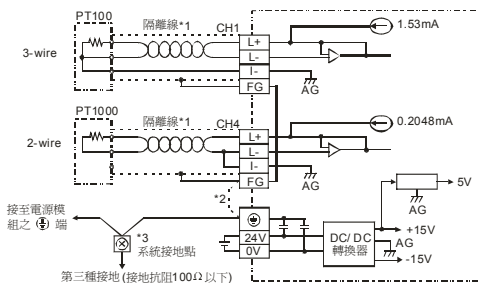 PT100
隔離線*1
CH1
1.53mA
3-wire
L+
L-
I-
FG
AG
PT1000
隔離線*1
CH4
0.2048mA
2-wire
L+
L-
I-
FG
AG
*2
接至電源模
組之 端
*3
系統接地點
第三種接地 (接地抗阻100Ω以下)
24V
0V
DC/ DC
轉換器
5V
AG
+15V
AG
-15V